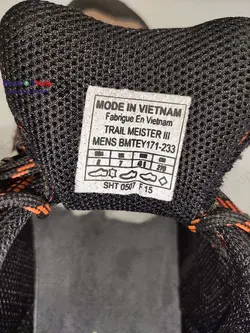 MADE IN VIETNAM
Fabrique En Vietnam
TRAIL MEISTER III
MENS BMTEY171-233
SHT 0507 F15